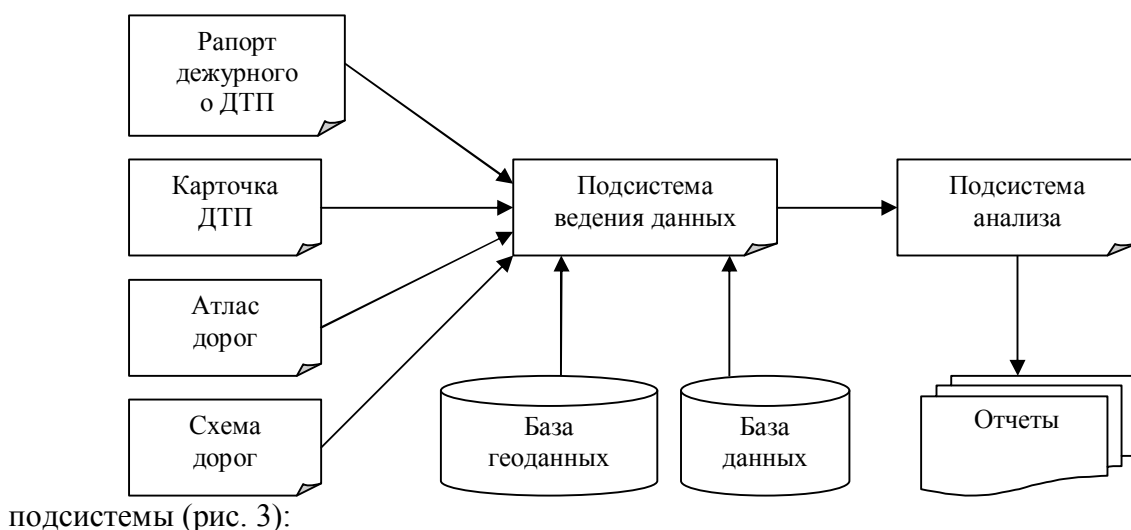 Рапорт
дежурного
о ДТП
Карточка
ДТП
Атлас
дорог
Схема
дорог
Подсистема
ведения данных
База
геоданных
База
данных
Подсистема
анализа
Отчеты
подсистемы (рис. 3):